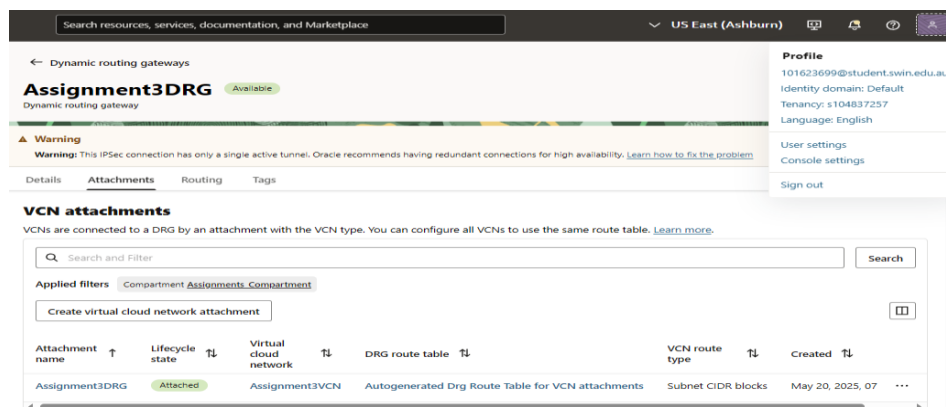 Search resources, services, documentation, and Marketplace
US East (Ashburn)
Profile
101623699@student.swin.edu.au
Identity domain: Default
Tenancy: s104837257
Language: English
User settings
Console settings
Sign out
Dynamic routing gateways
Assignment3DRG Available
Dynamic routing gateway
Warning
Warning: This IPSec connection has only a single active tunnel. Oracle recommends having redundant connections for high availability. Learn how to fix the problem
Details Attachments Routing Tags
VCN attachments
VCNs are connected to a DRG by an attachment with the VCN type. You can configure all VCNs to use the same route table. Learn more.
Search and Filter Search
Applied filters Compartment Assignments_Compartment
Create virtual cloud network attachment
Attachment name Lifecycle state Virtual cloud network DRG route table VCN route type Created
Assignment3DRG Attached Assignment3VCN Autogenerated Drg Route Table for VCN attachments Subnet CIDR blocks May 20, 2025, 07